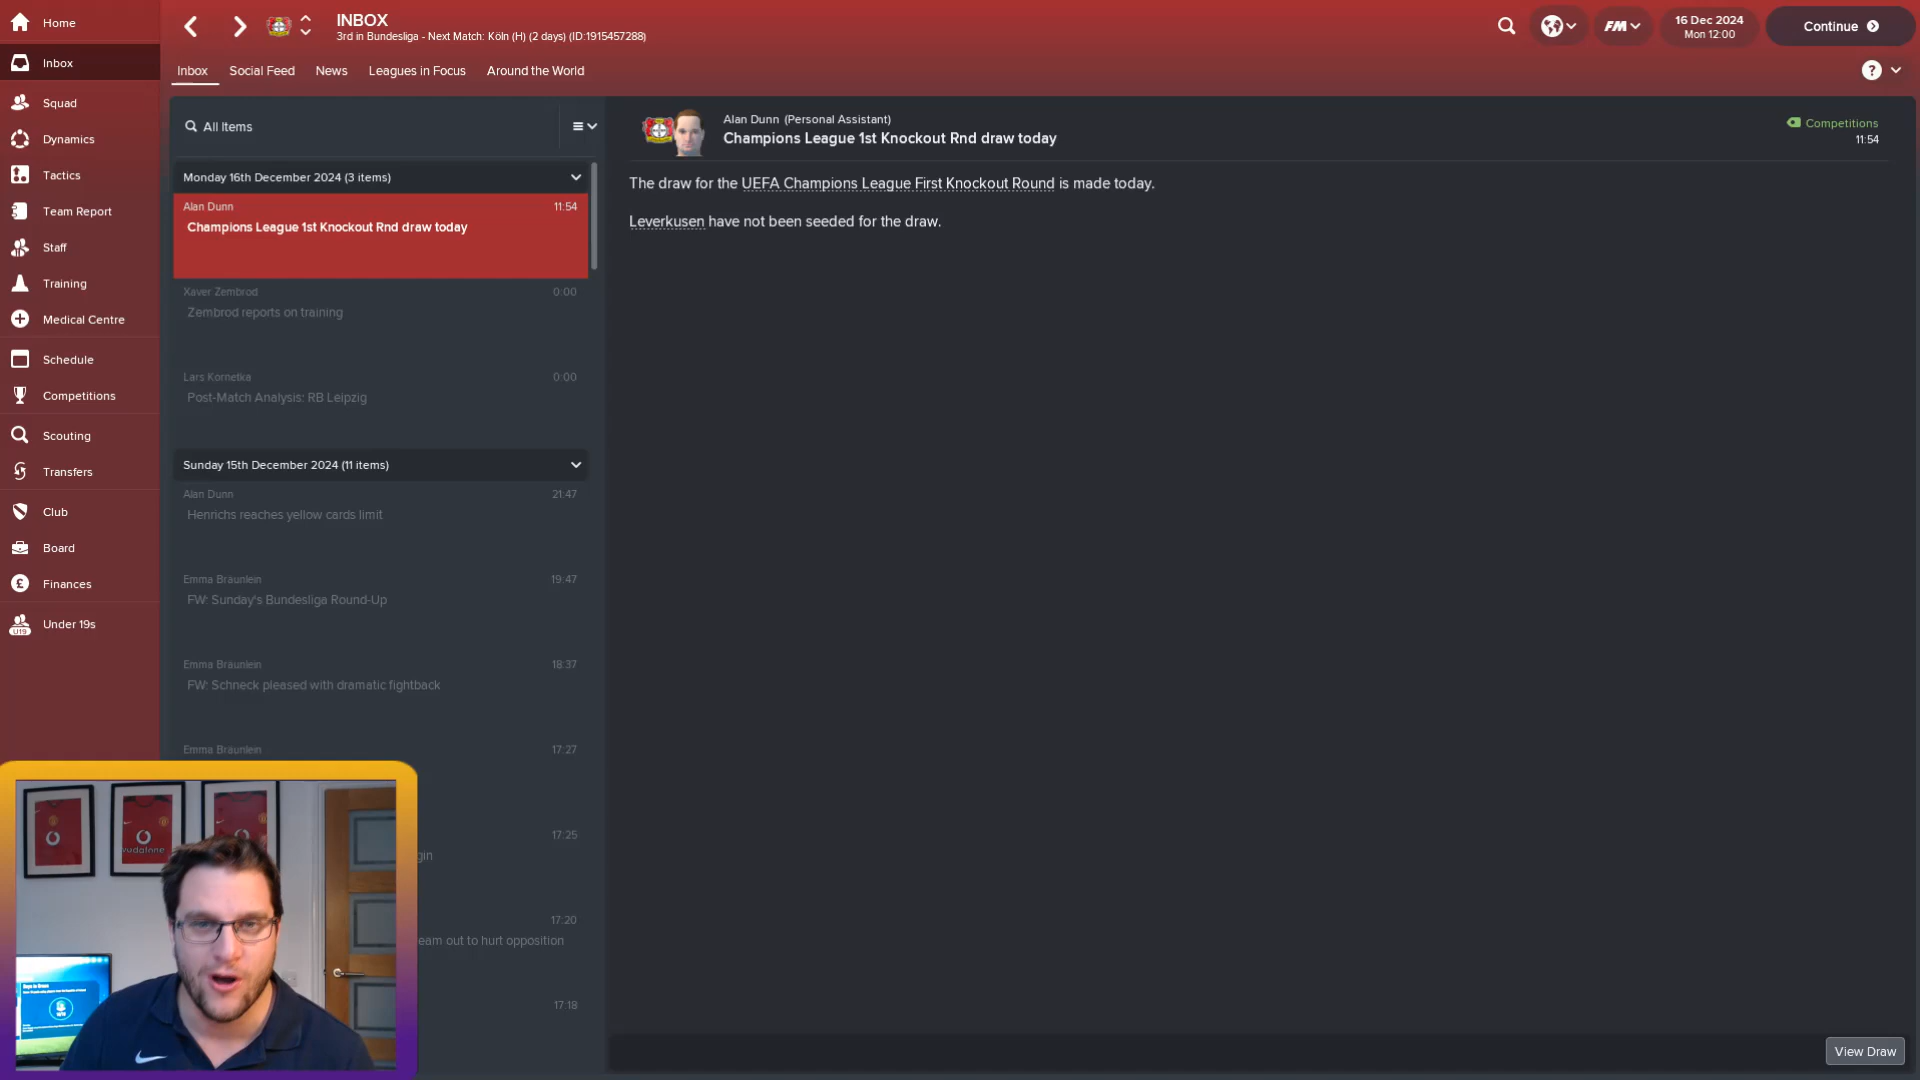 Home
Inbox
Squad
Dynamics
Tactics
Team Report
Staff
Training
Medical Centre
Schedule
Competitions
Scouting
Transfers
Club
Board
Finances
U19
Under 19s
INBOX
3rd in Bundesliga - Next Match: Köln (H) (2 days) (ID:1915457288)
FM
16 Dec 2024
Mon 12:00
Continue
Inbox
Social Feed
News
Leagues in Focus
Around the World
?
All Items
Monday 16th December 2024 (3 items)
Alan Dunn 11:54
Champions League 1st Knockout Rnd draw today
Xaver Zembrod 0:00
Zembrod reports on training
Lars Kornetka 0:00
Post-Match Analysis: RB Leipzig
Sunday 15th December 2024 (11 items)
Alan Dunn 21:47
Henrichs reaches yellow cards limit
Emma Bräunlein 19:47
FW: Sunday's Bundesliga Round-Up
Emma Bräunlein 18:37
FW: Schneck pleased with dramatic fightback
Emma Bräunlein 17:27
17:25
gin
17:20
eam out to hurt opposition
17:18
Alan Dunn (Personal Assistant)
Champions League 1st Knockout Rnd draw today
Competitions
11:54
The draw for the UEFA Champions League First Knockout Round is made today.
Leverkusen have not been seeded for the draw.
View Draw
vodafone